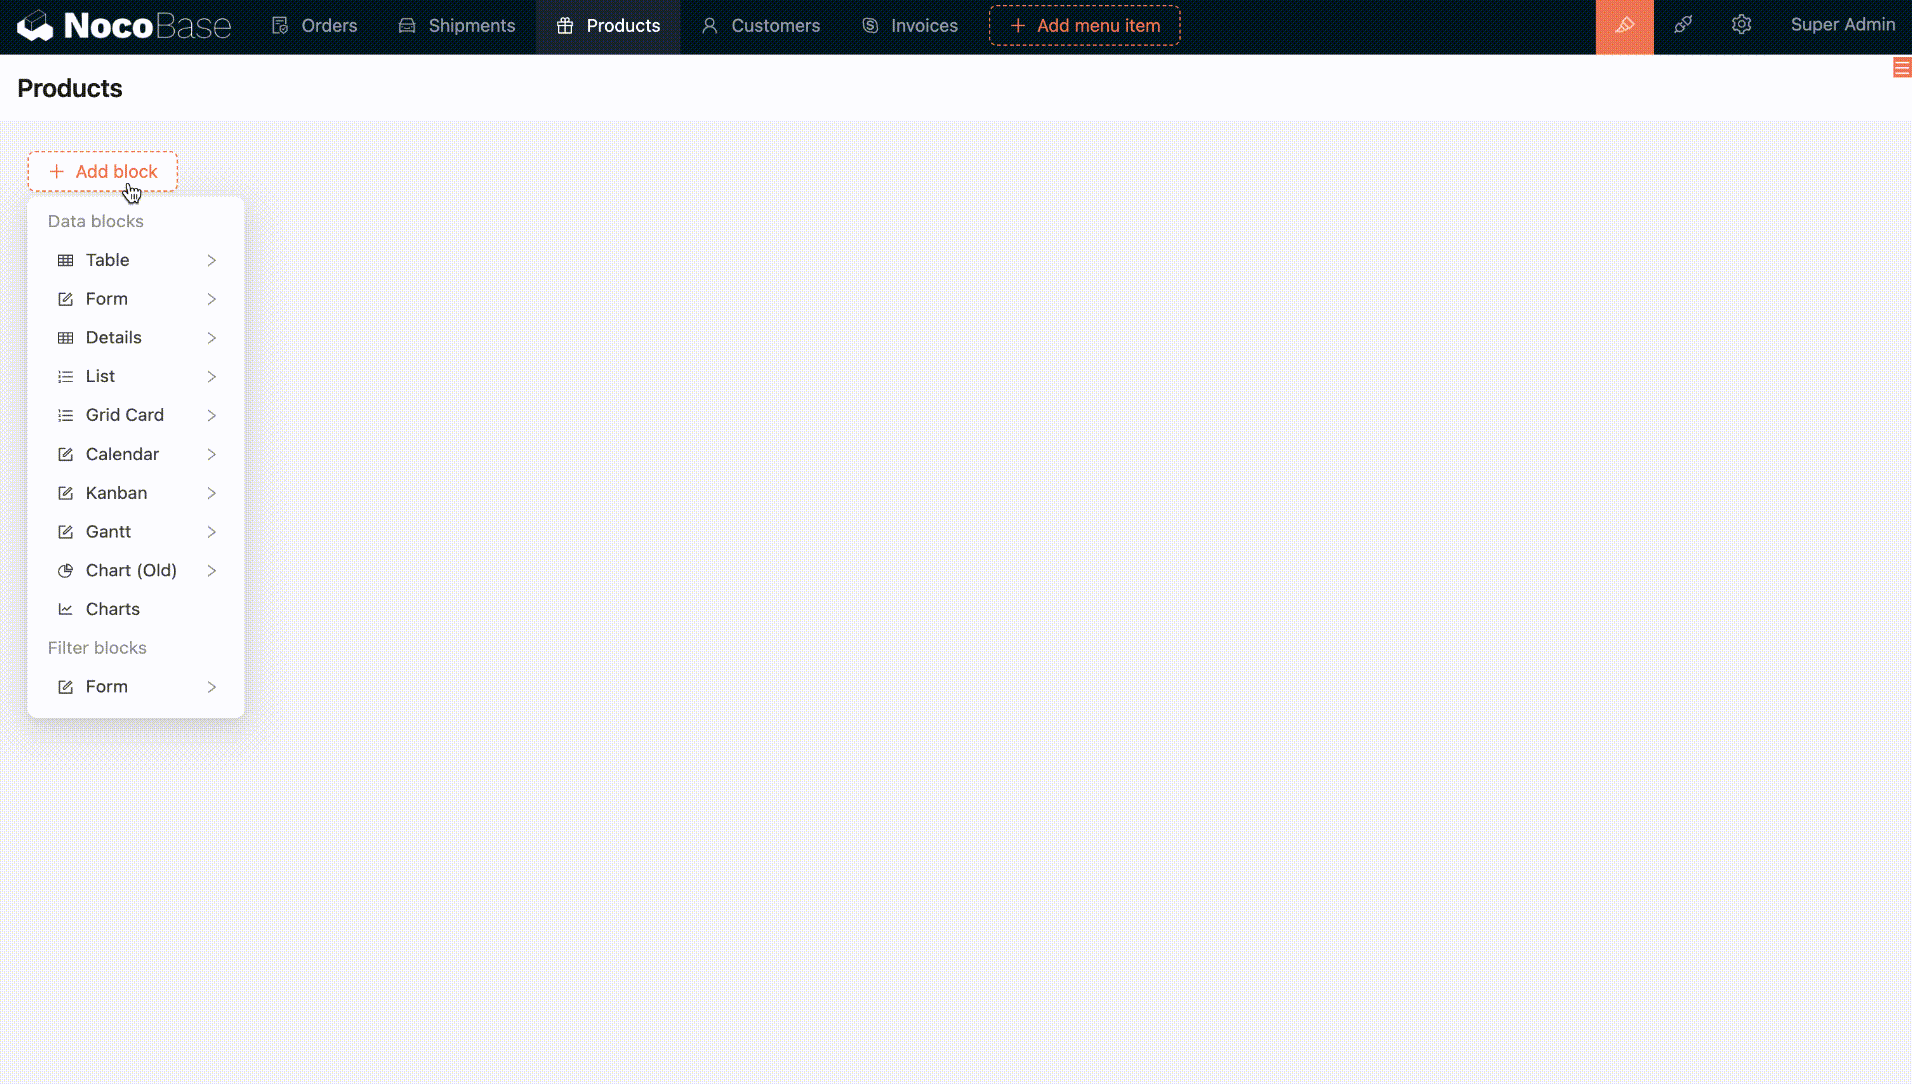 NocoBase Orders Shipments Products Customers Invoices + Add menu item Super Admin
Products
+ Add block
Data blocks
Table
Form
Details
List
Grid Card
Calendar
Kanban
Gantt
Chart (Old)
Charts
Filter blocks
Form